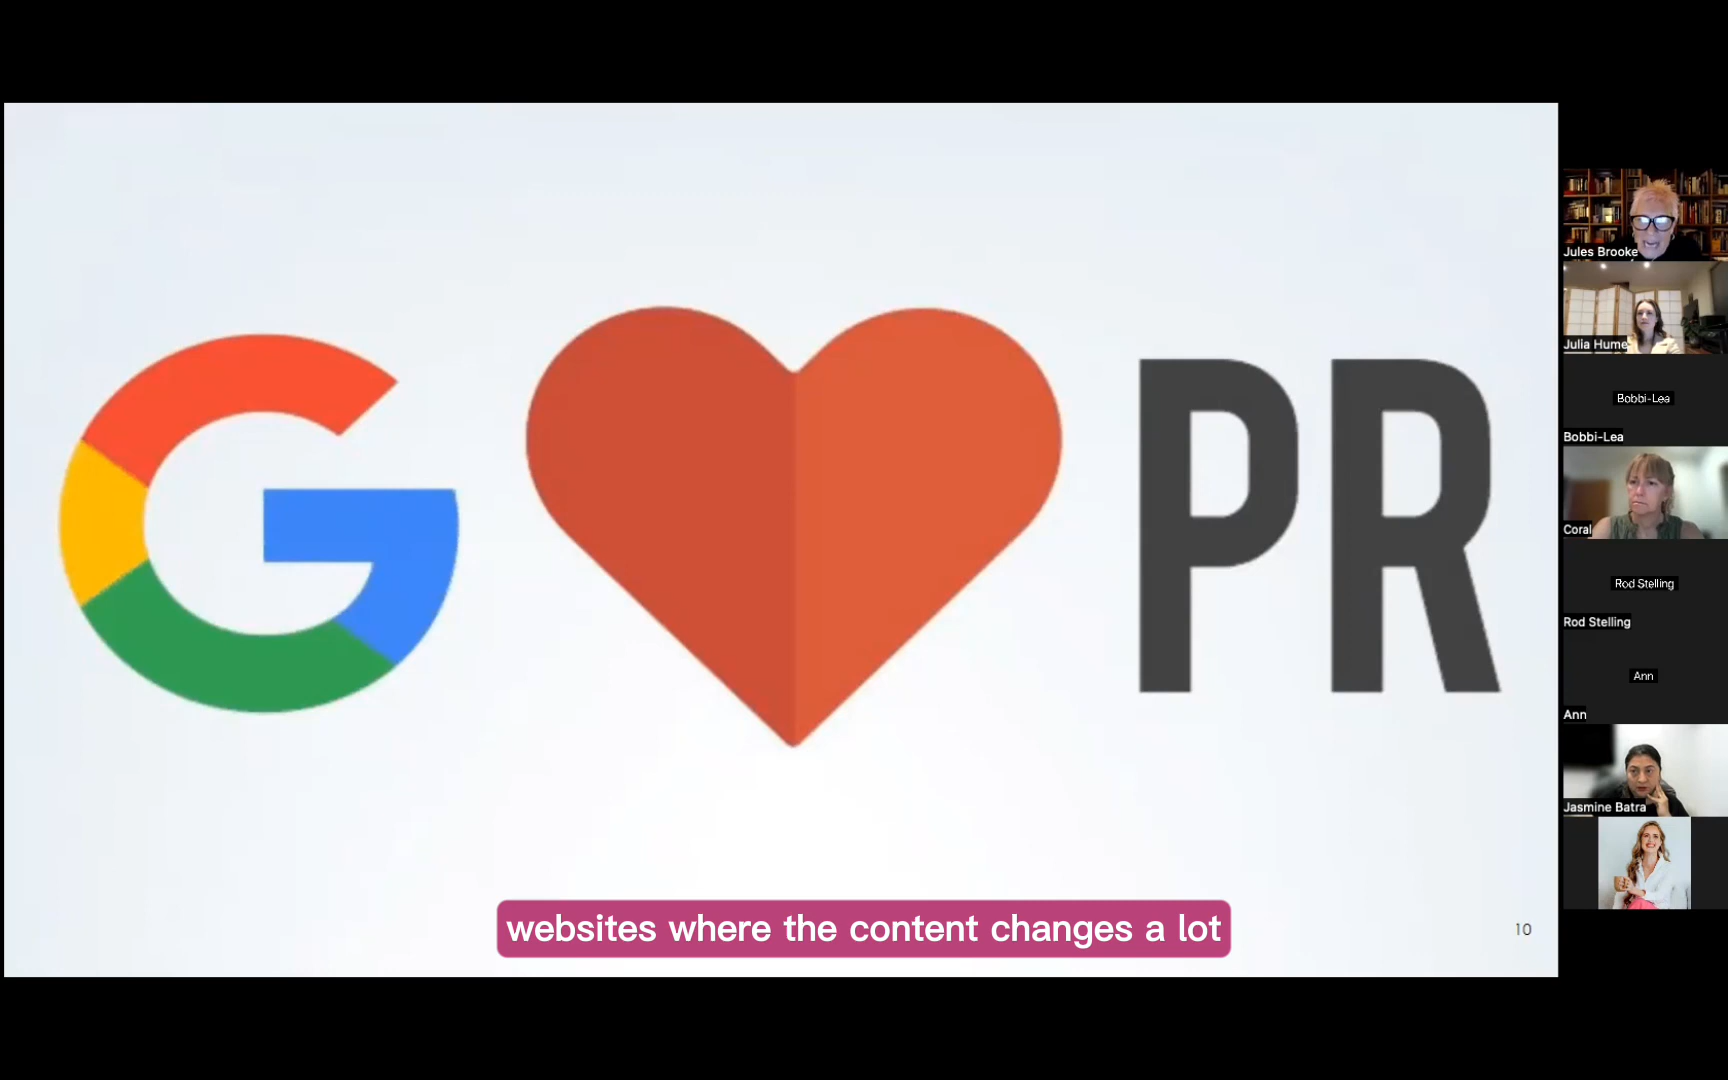 G PR
websites where the content changes a lot
10
Jules Brooke
Julia Hume
Bobbi-Lea
Bobbi-Lea
Coral
Rod Stelling
Rod Stelling
Ann
Ann
Jasmine Batra